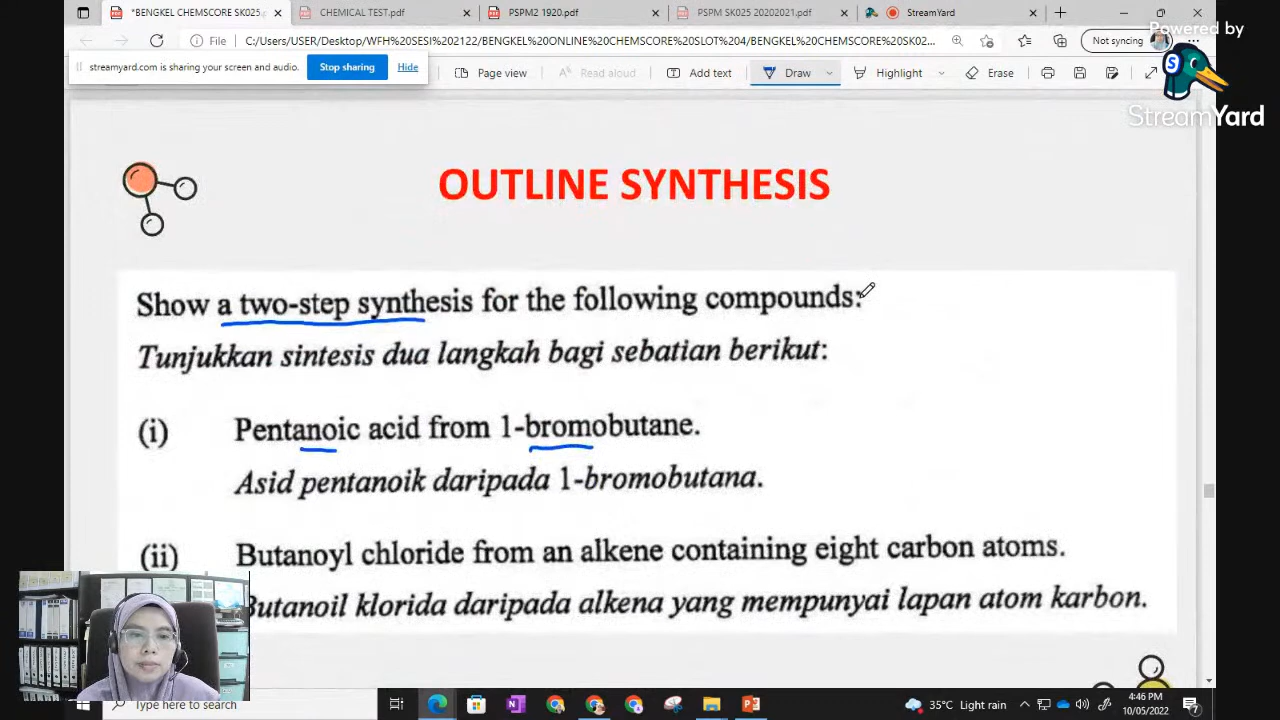 *BENGKEL CHEMSCORE SK025. CHEMICAL TEST.pdf PSPM2 1920.pdf PSPM SK025 20202021.pdf StreamYard
Powered by
File C:/Users/USER/Desktop/WFH%20SESI%... EL%20ONLINE%20CHEMSCORE%20SLOT%204/BENGKEL%20CHEMSCORE%20SK02... Not syncing
streamyard.com is sharing your screen and audio. Stop sharing Hide
Page view Read aloud Add text Draw Highlight Erase
StreamYard
OUTLINE SYNTHESIS
Show a two-step synthesis for the following compounds:
Tunjukkan sintesis dua langkah bagi sebatian berikut:
(i) Pentanoic acid from 1-bromobutane.
Asid pentanoik daripada 1-bromobutana.
(ii) Butanoyl chloride from an alkene containing eight carbon atoms.
Butanoil klorida daripada alkena yang mempunyai lapan atom karbon.
Type here to search
35°C Light rain
4:46 PM
10/05/2022